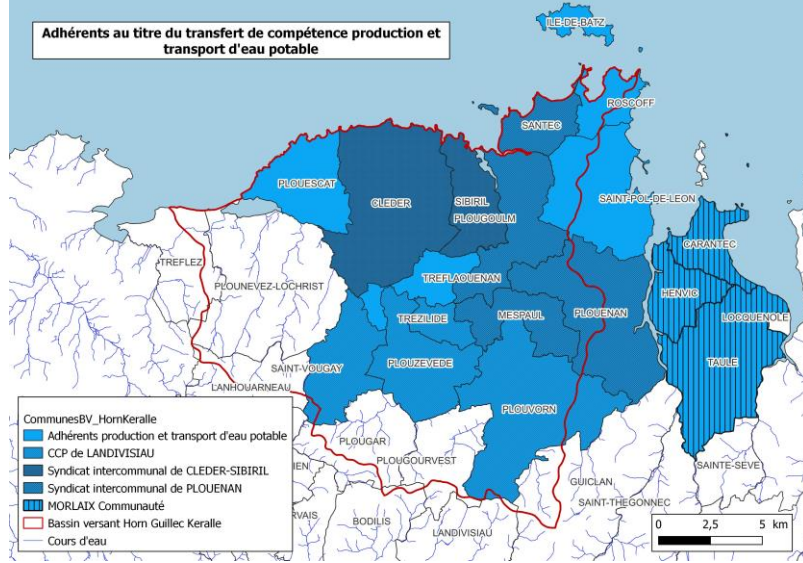 Adhérents au titre du transfert de compétence production et
transport d'eau potable
ILE-DE-BATZ
ROSCOFF
SANTEC
PLOUESCAT
CLEDER
SIBIRIL
PLOUGOULM
SAINT-POL-DE-LEON
CARANTEC
TREFLEZ
PLOUNEVEZ-LOCHRIST
TREFLAOUENAN
HENVIC
LOCQUENOLE
TREZILIDE
MESPAUL
PLOUENAN
TAULE
SAINT-VOUGAY
PLOUZEVEDE
LANHOUARNEAU
PLOUVORN
PLOUGAR
PLOUGOURVEST
GUICLAN
SAINTE-SEVE
SAINT-THEGONNEC
BODILIS
LANDIVISIAU
IEN
RVAIS
CommunesBV_HornKeralle
Adhérents production et transport d'eau potable
CCP de LANDIVISIAU
Syndicat intercommunal de CLEDER-SIBIRIL
Syndicat intercommunal de PLOUENAN
MORLAIX Communauté
Bassin versant Horn Guillec Keralle
Cours d'eau
0 2,5 5 km